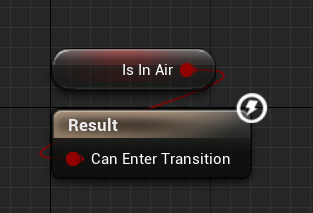 Is In Air
Result
Can Enter Transition